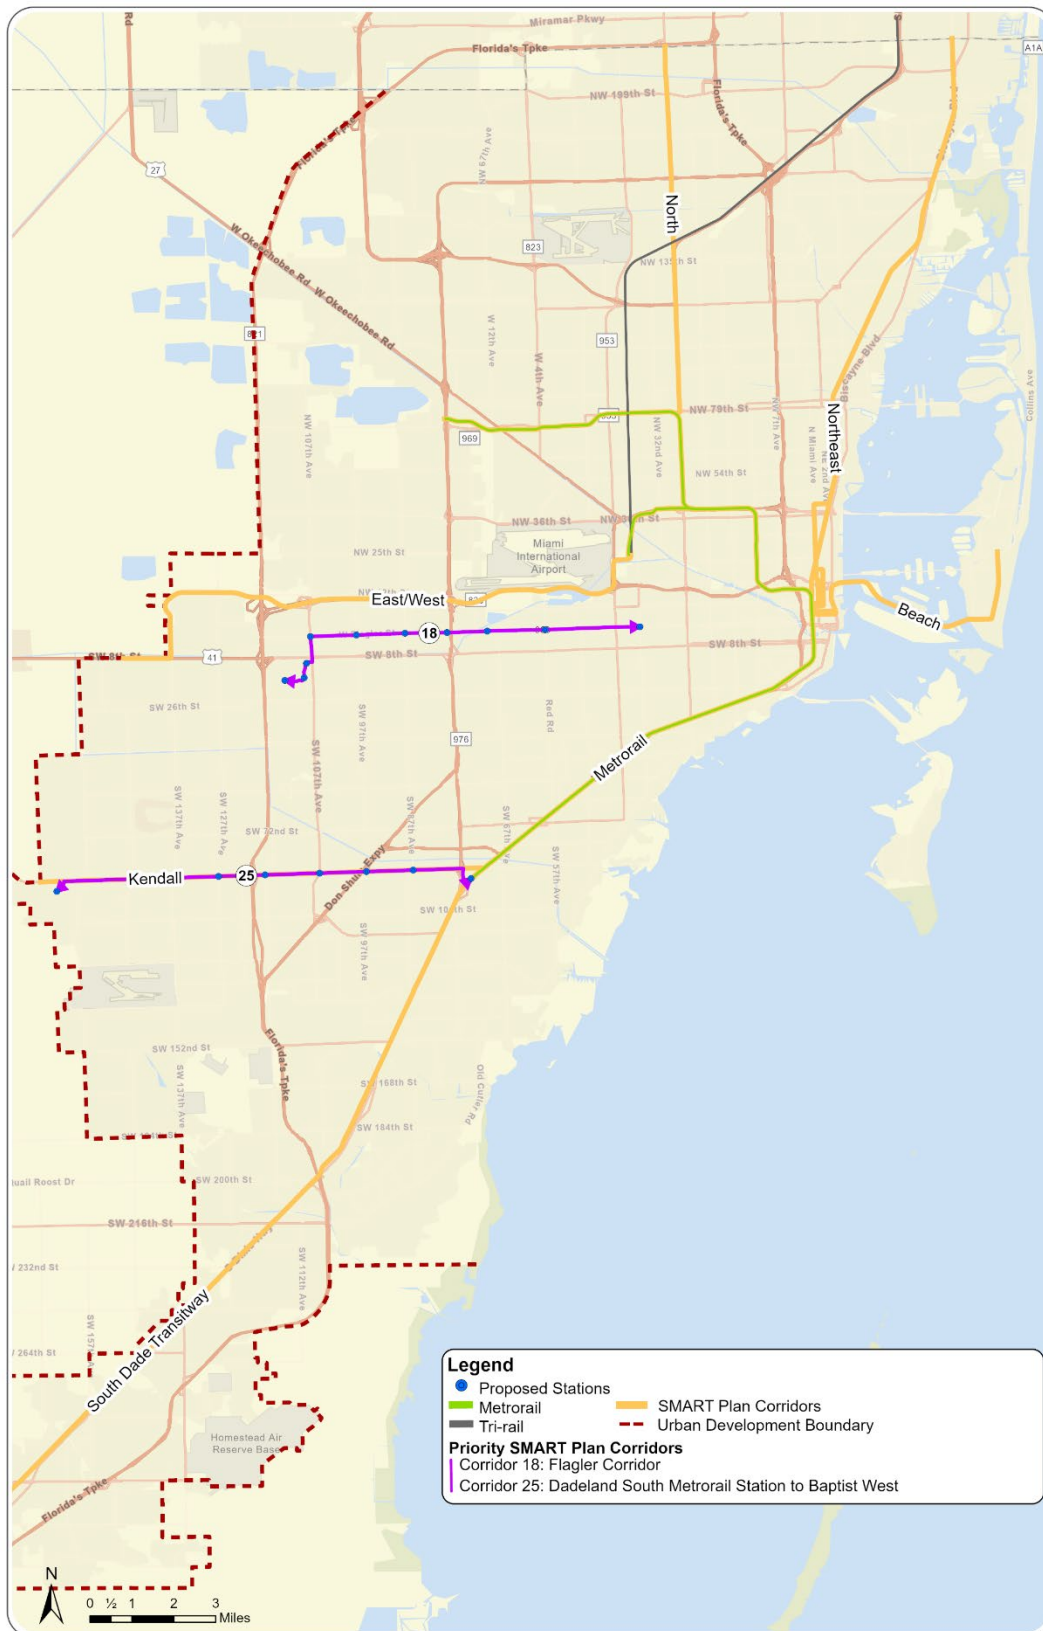 Miramar Pkwy
Florida's Tpke
A1A
NW 199th St
Florida's Tpke
Florida's Tpke
NW 67th Ave
27
North
823
W Okeechobee Rd
W Okeechobee Rd
NW 135th St
821
W 12th Ave
W 4th Ave
953
Biscayne Blvd
Collins Ave
NW 79th St
NW 7th Ave
Northeast
NW 107th Ave
969
NW 32nd Ave
N Miami Ave
NE 2nd Ave
NW 54th St
NW 36th St
NW 25th St
Miami
International
Airport
East/West
Beach
18
SW 8th St
41
SW 8th St
SW 8th St
SW 26th St
SW 97th Ave
Red Rd
976
Metrorail
SW 107th Ave
SW 137th Ave
SW 127th Ave
SW 72nd St
SW 87th Ave
SW 67th Ave
SW 57th Ave
Don Shula Expy
Kendall
25
SW 97th Ave
SW 152nd St
Florida's Tpke
SW 137th Ave
SW 168th St
Old Cutler Rd
SW 184th St
SW 200th St
SW 216th St
SW 112th Ave
South Dade Transitway
Homestead Air
Reserve Base
Florida's Tpke
Legend
Proposed Stations
Metrorail
SMART Plan Corridors
Tri-rail
Urban Development Boundary
Priority SMART Plan Corridors
Corridor 18: Flagler Corridor
Corridor 25: Dadeland South Metrorail Station to Baptist West
N
0 ½ 1 2 3
Miles